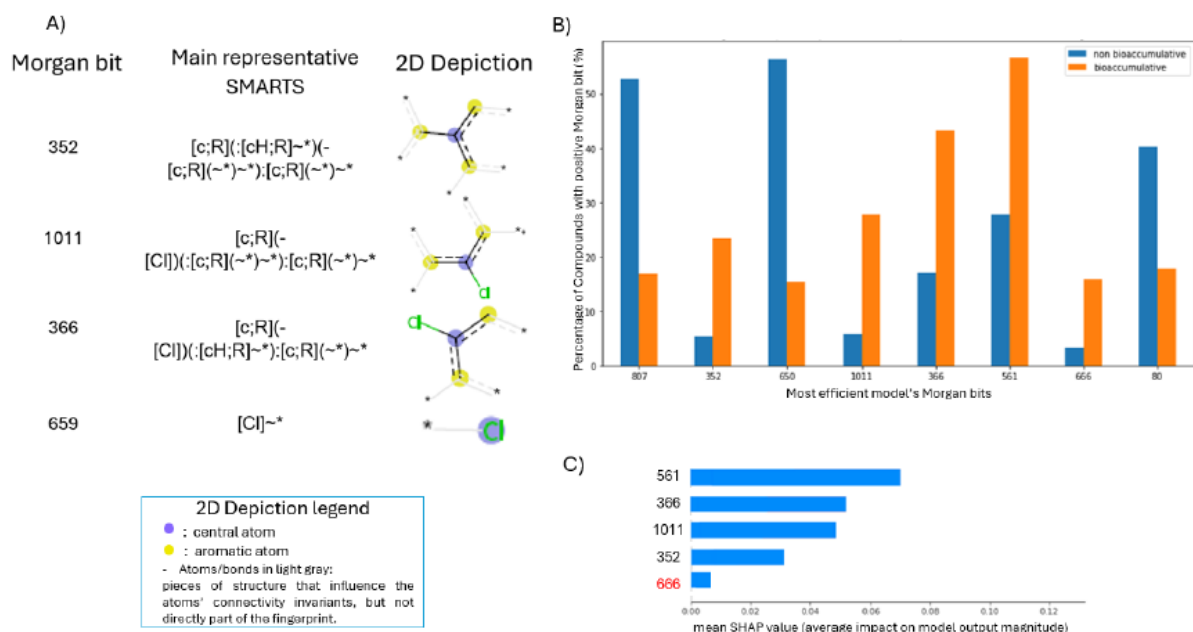 A)
Morgan bit
Main representative
SMARTS
2D Depiction
352
[c;R](:[cH;R]~*)(-
[c;R](~*)~*):[c;R](~*)~*
1011
[c;R](-
[Cl])(:[c;R](~*)~*):[c;R](~*)~*
Cl
366
[c;R](-
[Cl])(:[cH;R]~*):[c;R](~*)~*
Cl
659
[Cl]~*
Cl
2D Depiction legend
: central atom
: aromatic atom
- Atoms/bonds in light gray:
pieces of structure that influence the
atoms' connectivity invariants, but not
directly part of the fingerprint.
B)
Percentage of Compounds with positive Morgan bit (%)
50
40
30
20
10
0
non bioaccumulative
bioaccumulative
807 352 650 1011 366 561 666 80
Most efficient model's Morgan bits
C)
561
366
1011
352
666
0.00 0.02 0.04 0.06 0.08 0.10 0.12
mean SHAP value (average impact on model output magnitude)